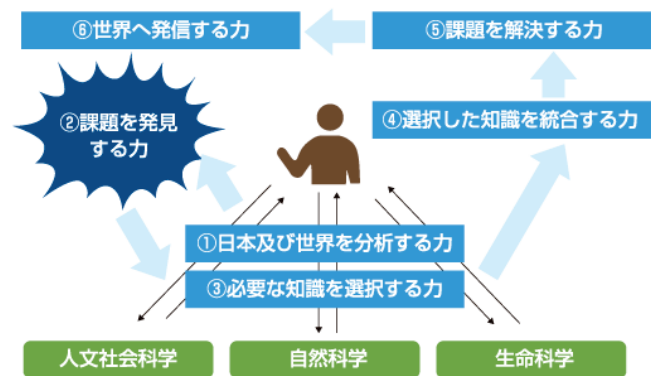 ⑥世界へ発信する力
⑤課題を解決する力
②課題を発見
する力
④選択した知識を統合する力
①日本及び世界を分析する力
③必要な知識を選択する力
人文社会科学
自然科学
生命科学